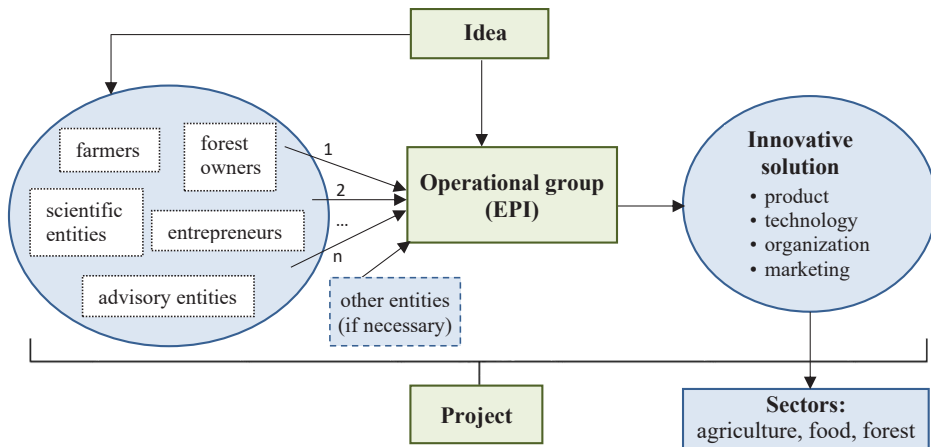 Idea
farmers
forest
owners
scientific
entities
entrepreneurs
advisory entities
1
2
...
n
Operational group
(EPI)
other entities
(if necessary)
Innovative
solution
• product
• technology
• organization
• marketing
Project
Sectors:
agriculture, food, forest